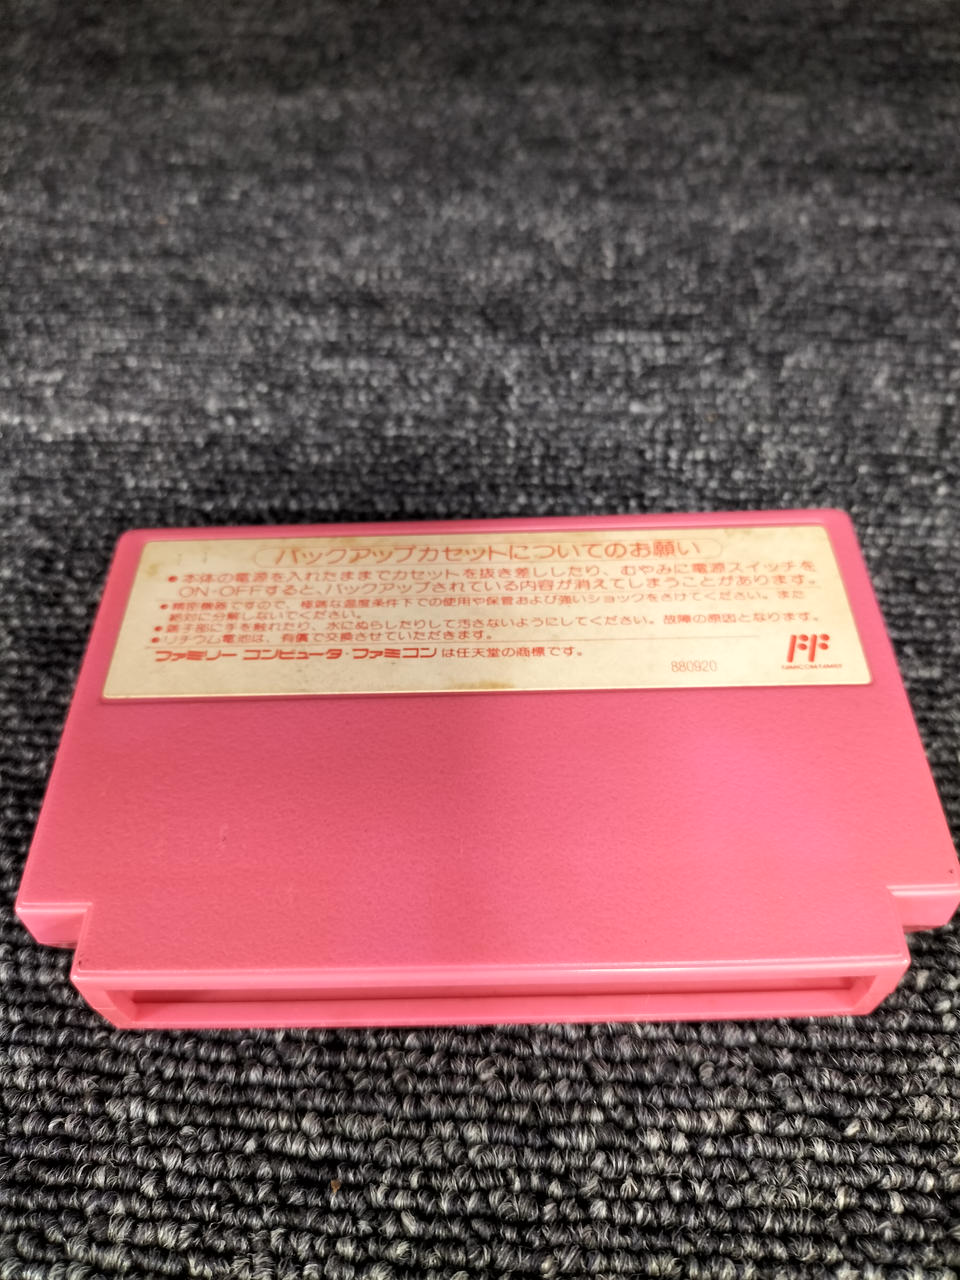 バックアップカセットについてのお願い
●本体の電源を入れたままでカセットを抜き差ししたり、むやみに電源スイッチを
ON・OFFすると、バックアップされている内容が消えてしまうことがあります。
●精密機器ですので、極端な温度条件下での使用や保管および強いショックをさけてください。また
絶対に分解しないでください。
●端子部に手を触れたり、水にぬらしたりして汚さないようにしてください。故障の原因となります。
●リチウム電池は、有償で交換させていただきます。
ファミリー コンピュータ・ファミコンは任天堂の商標です。
880920
FF
FAMICOM FAMILY